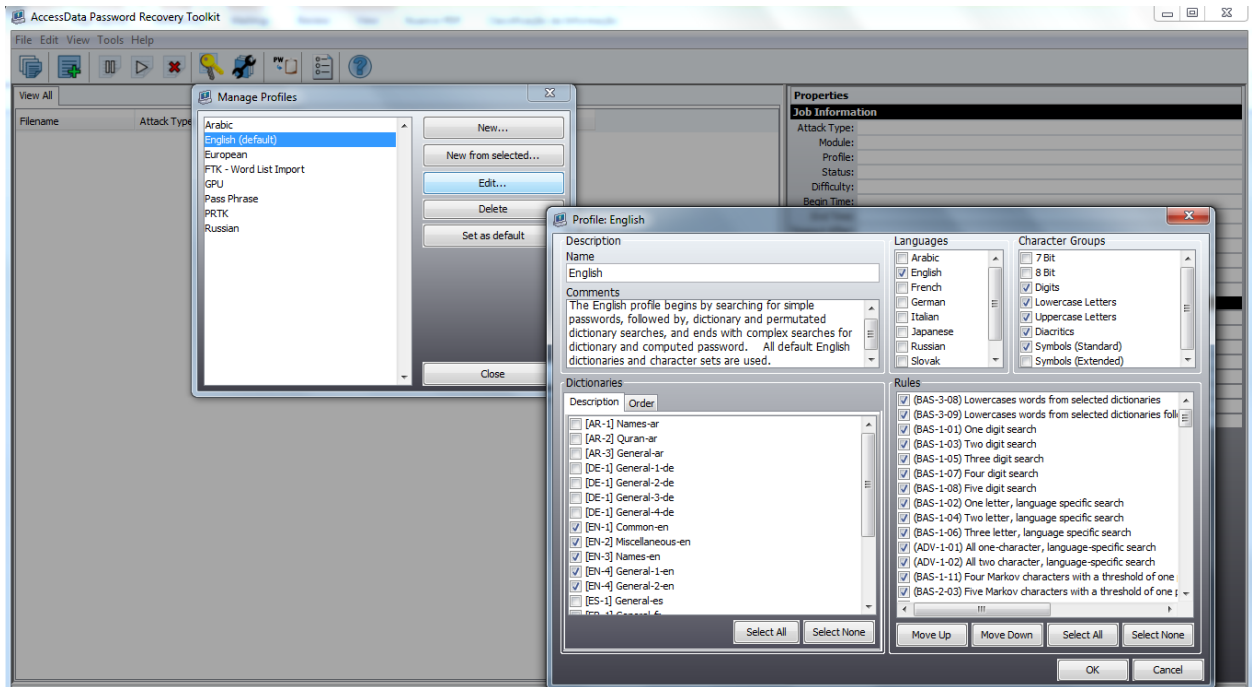 AccessData Password Recovery Toolkit
File Edit View Tools Help
View All
Filename
Attack Type
Manage Profiles
Arabic
English (default)
European
FTK - Word List Import
GPU
Pass Phrase
PRTK
Russian
New...
New from selected...
Edit...
Delete
Set as default
Close
Properties
Job Information
Attack Type:
Module:
Profile:
Status:
Difficulty:
Begin Time:
Profile: English
Description
Name
English
Comments
The English profile begins by searching for simple
passwords, followed by, dictionary and permutated
dictionary searches, and ends with complex searches for
dictionary and computed password. All default English
dictionaries and character sets are used.
Languages
Arabic
English
French
German
Italian
Japanese
Russian
Slovak
Character Groups
7 Bit
8 Bit
Digits
Lowercase Letters
Uppercase Letters
Diacritics
Symbols (Standard)
Symbols (Extended)
Dictionaries
Description
Order
[AR-1] Names-ar
[AR-2] Quran-ar
[AR-3] General-ar
[DE-1] General-1-de
[DE-1] General-2-de
[DE-1] General-3-de
[DE-1] General-4-de
[EN-1] Common-en
[EN-2] Miscellaneous-en
[EN-3] Names-en
[EN-4] General-1-en
[EN-4] General-2-en
[ES-1] General-es
Select All
Select None
Rules
(BAS-3-08) Lowercases words from selected dictionaries
(BAS-3-09) Lowercases words from selected dictionaries
(BAS-1-01) One digit search
(BAS-1-03) Two digit search
(BAS-1-05) Three digit search
(BAS-1-07) Four digit search
(BAS-1-08) Five digit search
(BAS-1-02) One letter, language specific search
(BAS-1-04) Two letter, language specific search
(BAS-1-06) Three letter, language specific search
(ADV-1-01) All one-character, language-specific search
(ADV-1-02) All two character, language-specific search
(BAS-1-11) Four Markov characters with a threshold of one
(BAS-2-03) Five Markov characters with a threshold of one
Move Up
Move Down
Select All
Select None
OK
Cancel